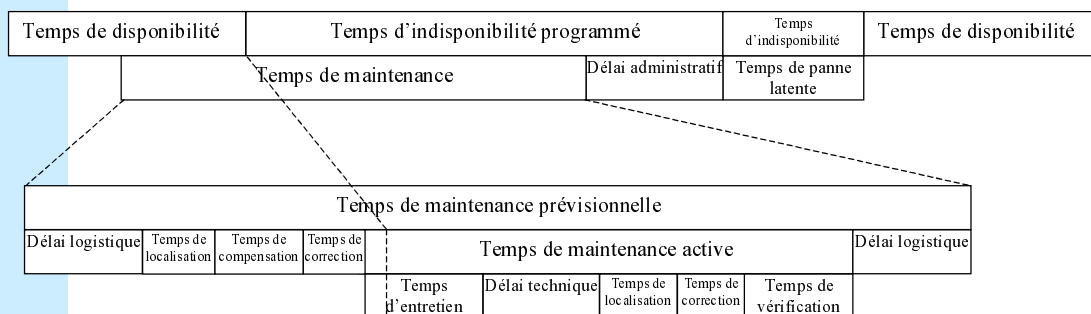 Temps de disponibilité
Temps d'indisponibilité programmé
Temps
d'indisponibilité
Temps de disponibilité
Temps de maintenance
Délai administratif
Temps de panne
latente
Temps de maintenance prévisionnelle
Délai logistique
Temps de
localisation
Temps de
compensation
Temps de
correction
Temps de maintenance active
Délai logistique
Temps
d'entretien
Délai technique
Temps de
localisation
Temps de
correction
Temps de
vérification